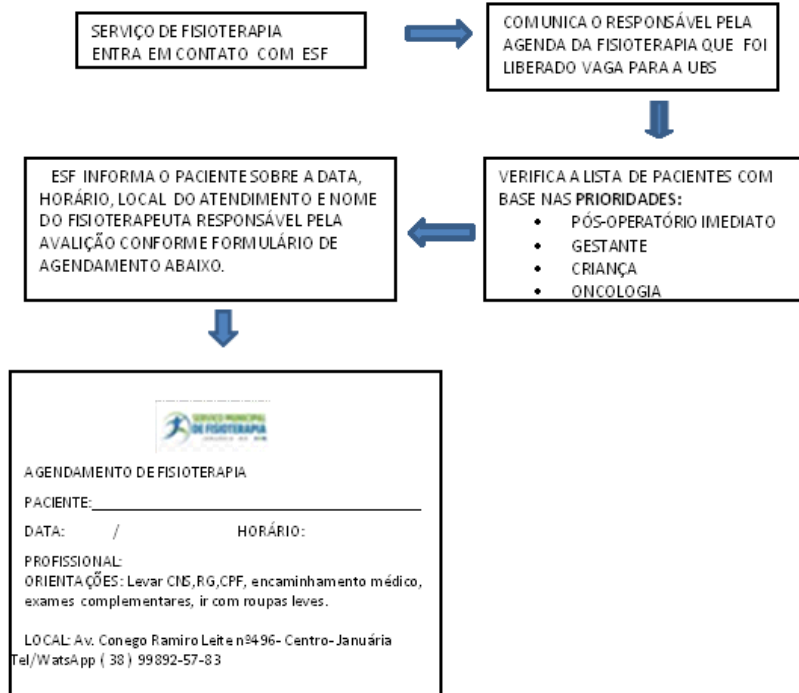 SERVIÇO DE FISIOTERAPIA
ENTRA EM CONTATO COM ESF
COMUNICA O RESPONSÁVEL PELA
AGENDA DA FISIOTERAPIA QUE FOI
LIBERADO VAGA PARA A UBS
VERIFICA A LISTA DE PACIENTES COM
BASE NAS PRIORIDADES:
• PÓS-OPERATÓRIO IMEDIATO
• GESTANTE
• CRIANÇA
• ONCOLOGIA
ESF INFORMA O PACIENTE SOBRE A DATA,
HORÁRIO, LOCAL DO ATENDIMENTO E NOME
DO FISIOTERAPEUTA RESPONSÁVEL PELA
AVALIÇÃO CONFORME FORMULÁRIO DE
AGENDAMENTO ABAIXO.
SERVIÇO MUNICIPAL
DE FISIOTERAPIA
AGENDAMENTO DE FISIOTERAPIA
PACIENTE:
DATA: / HORÁRIO:
PROFISSIONAL:
ORIENTAÇÕES: Levar CNS,RG,CPF, encaminhamento médico,
exames complementares, ir com roupas leves.
LOCAL: Av. Conego Ramiro Leite nº496- Centro-Januária
Tel/WatsApp ( 38 ) 99892-57-83